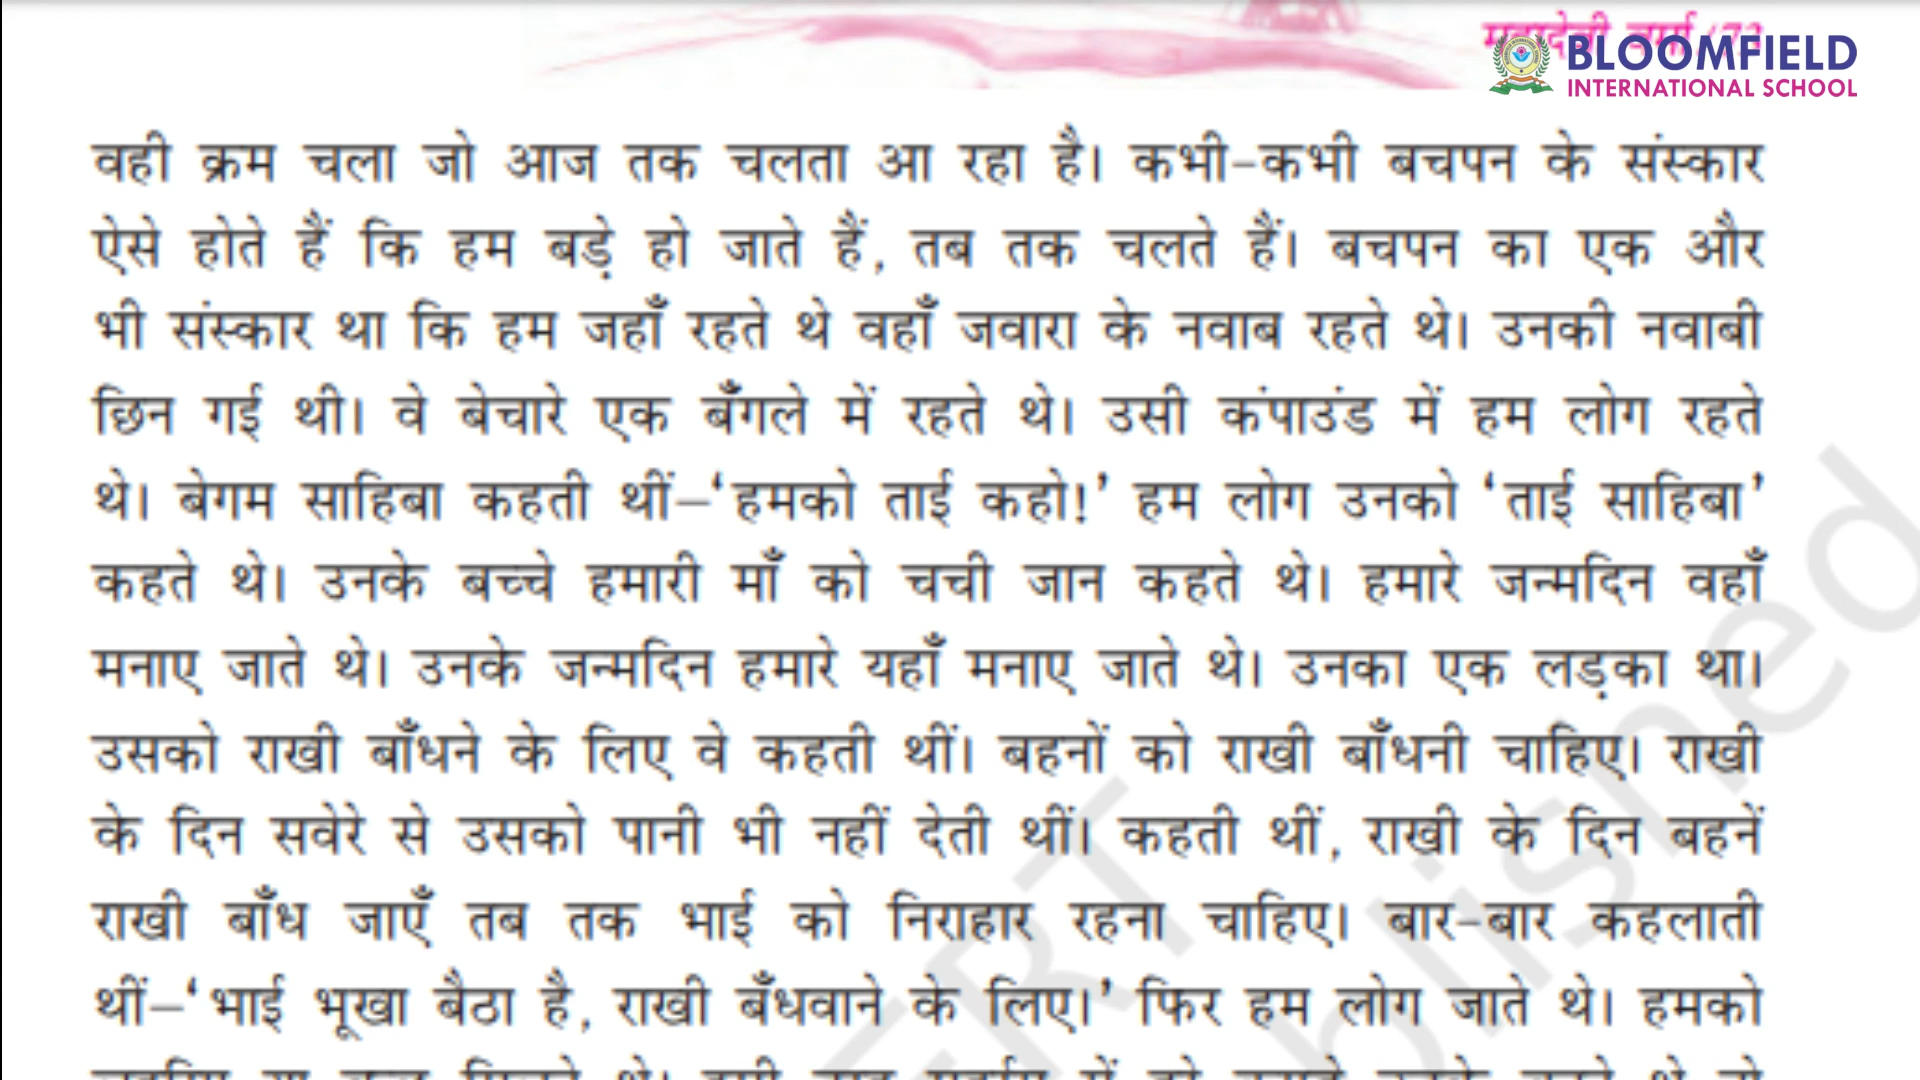 BLOOMFIELD
INTERNATIONAL SCHOOL
वही क्रम चला जो आज तक चलता आ रहा है। कभी-कभी बचपन के संस्कार
ऐसे होते हैं कि हम बड़े हो जाते हैं, तब तक चलते हैं। बचपन का एक और
भी संस्कार था कि हम जहाँ रहते थे वहाँ जवारा के नवाब रहते थे। उनकी नवाबी
छिन गई थी। वे बेचारे एक बँगले में रहते थे। उसी कंपाउंड में हम लोग रहते
थे। बेगम साहिबा कहती थीं–‘हमको ताई कहो!’ हम लोग उनको ‘ताई साहिबा’
कहते थे। उनके बच्चे हमारी माँ को चची जान कहते थे। हमारे जन्मदिन वहाँ
मनाए जाते थे। उनके जन्मदिन हमारे यहाँ मनाए जाते थे। उनका एक लड़का था।
उसको राखी बाँधने के लिए वे कहती थीं। बहनों को राखी बाँधनी चाहिए। राखी
के दिन सवेरे से उसको पानी भी नहीं देती थीं। कहती थीं, राखी के दिन बहनें
राखी बाँध जाएँ तब तक भाई को निराहार रहना चाहिए। बार-बार कहलाती
थीं–‘भाई भूखा बैठा है, राखी बँधवाने के लिए।’ फिर हम लोग जाते थे। हमको